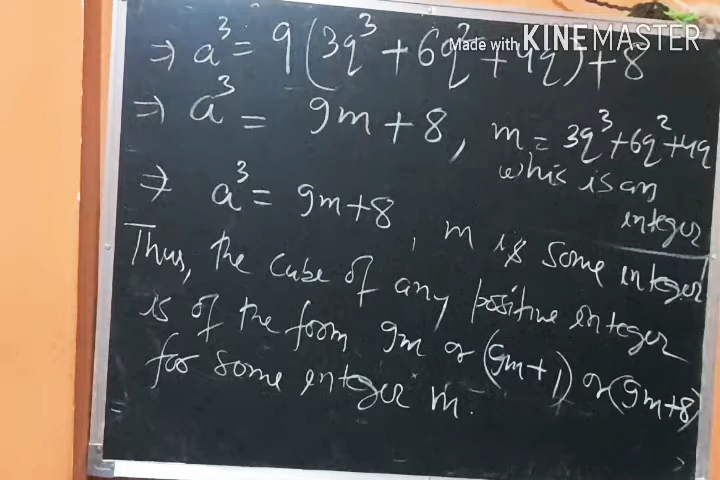 ⇒ a³ = 9(3q³ + 6q² + 4q) + 8
Made with KINEMASTER
⇒ a³ = 9m + 8, m = 3q³ + 6q² + 4q
whis is an
integer
⇒ a³ = 9m + 8, m is some integer
Thus, the cube of any positive integer
is of the form 9m or (9m + 1) or (9m + 8)
for some integer m.